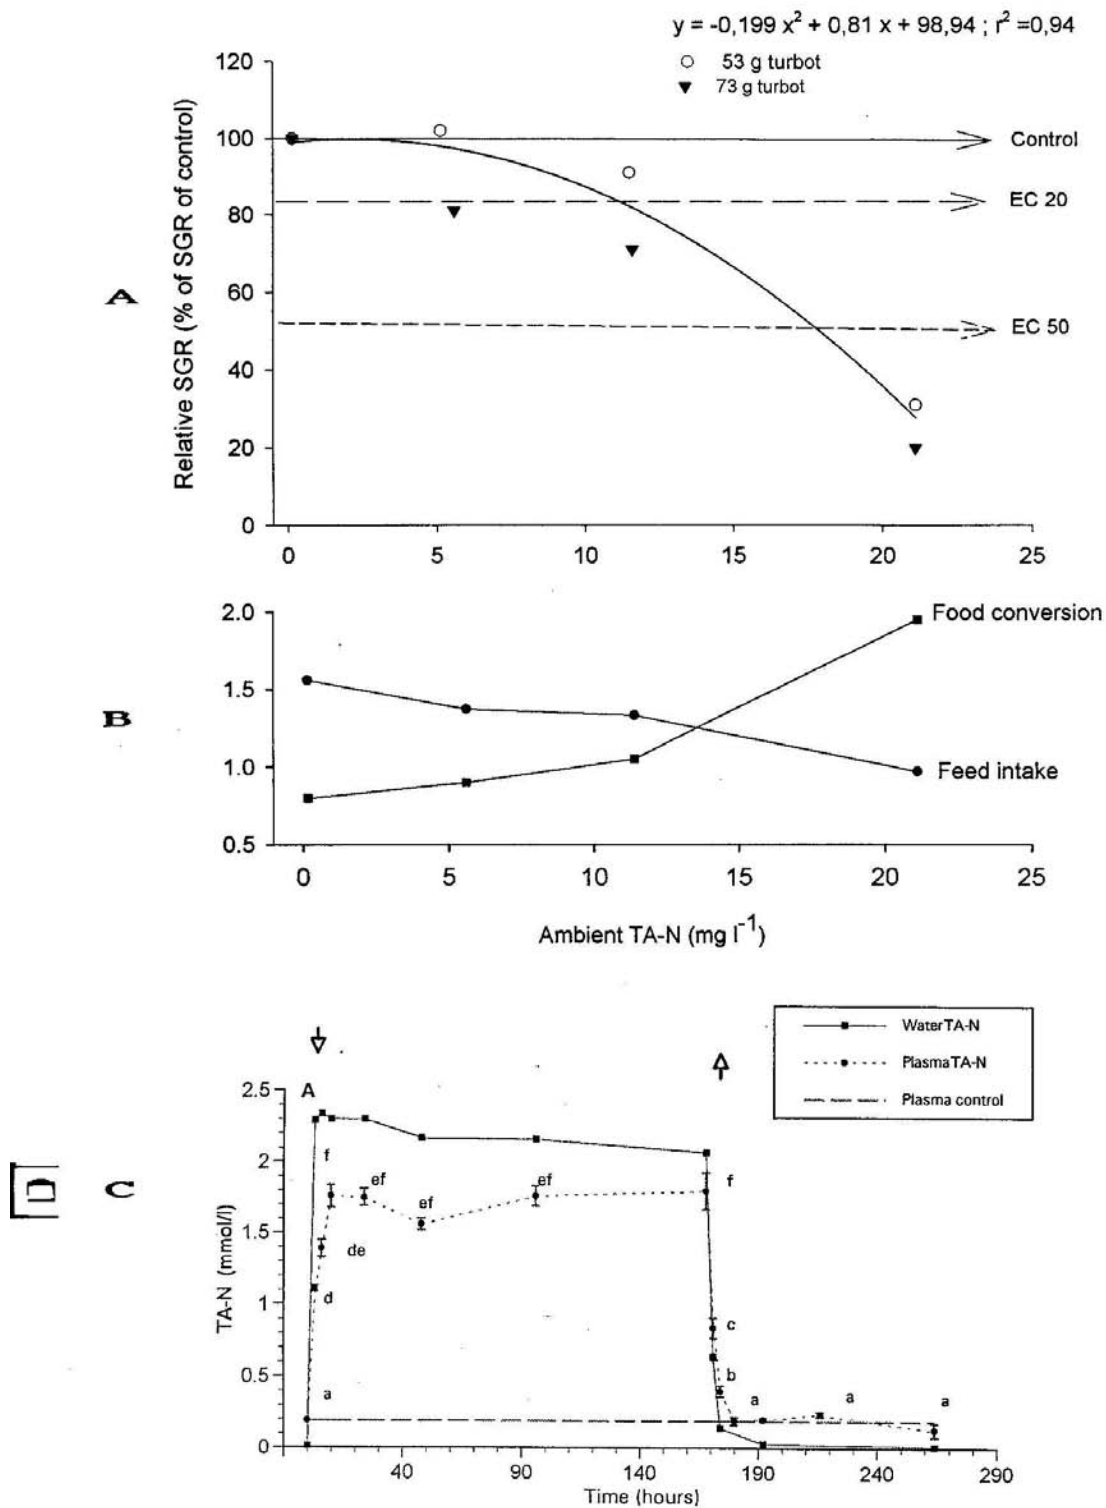 y = -0,199 x² + 0,81 x + 98,94 ; r² =0,94
53 g turbot
73 g turbot
120
100
80
60
40
20
0
Relative SGR (% of SGR of control)
Control
EC 20
EC 50
A
0 5 10 15 20 25
2.0
1.5
1.0
0.5
B
Food conversion
Feed intake
0 5 10 15 20 25
Ambient TA-N (mg l⁻¹)
Water TA-N
Plasma TA-N
Plasma control
A
2.5
2
1.5
1
0.5
0
TA-N (mmol/l)
C
f
ef
ef
ef
f
de
d
a
c
b
a
a
a
40 90 140 190 240 290
Time (hours)